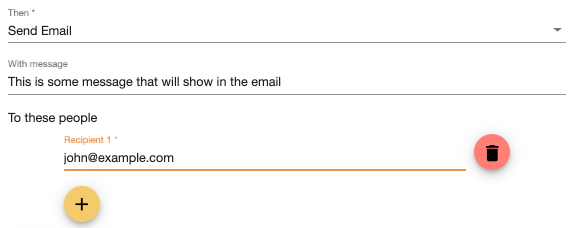 Then *
Send Email
With message
This is some message that will show in the email
To these people
Recipient 1 *
john@example.com